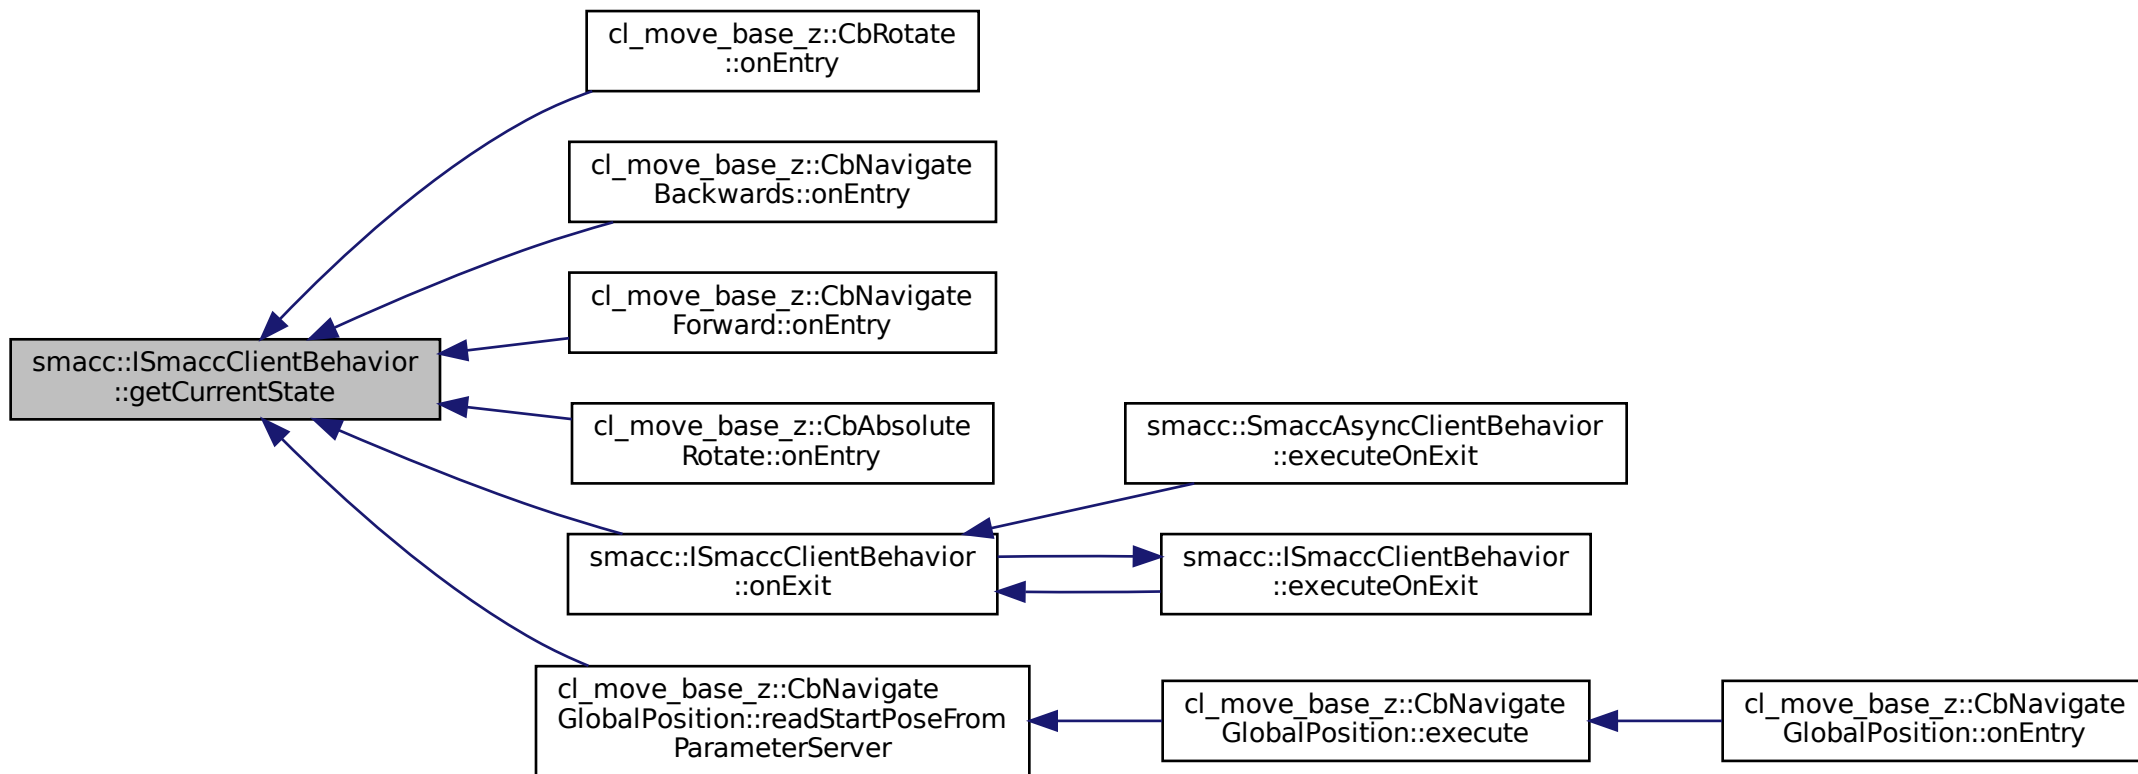 cl_move_base_z::CbRotate
::onEntry
cl_move_base_z::CbNavigate
Backwards::onEntry
cl_move_base_z::CbNavigate
Forward::onEntry
smacc::ISmaccClientBehavior
::getCurrentState
cl_move_base_z::CbAbsolute
Rotate::onEntry
smacc::SmaccAsyncClientBehavior
::executeOnExit
smacc::ISmaccClientBehavior
::onExit
smacc::ISmaccClientBehavior
::executeOnExit
cl_move_base_z::CbNavigate
GlobalPosition::readStartPoseFrom
ParameterServer
cl_move_base_z::CbNavigate
GlobalPosition::execute
cl_move_base_z::CbNavigate
GlobalPosition::onEntry